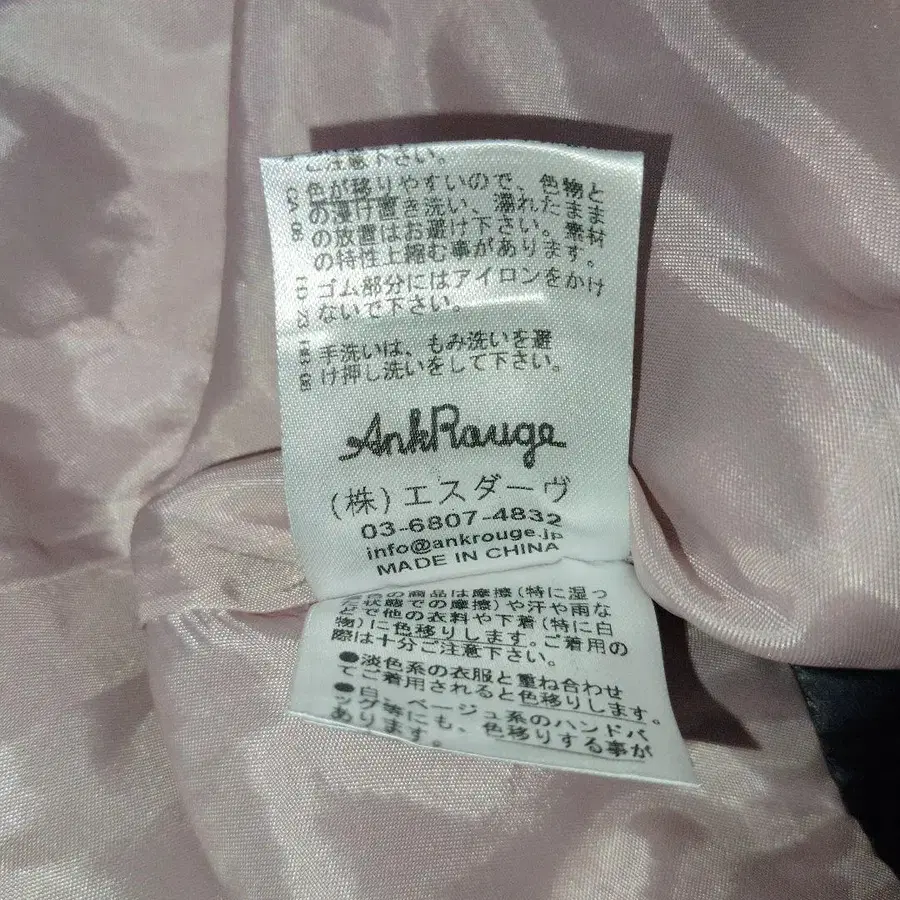 ご注意下さい。
色が移りやすいので、色物と
の浸け置き洗い、濡れたまま
の放置はお避け下さい。素材
の特性上縮む事があります。
ゴム部分にはアイロンをかけ
ないで下さい。
手洗いは、もみ洗いを避
け押し洗いをして下さい。
AnkRouge
(株)エスダーヴ
03-6807-4832
info@ankrouge.jp
MADE IN CHINA
の商品は摩擦(特に湿っ
た状態での摩擦)や汗や雨な
どで他の衣料や下着(特に白
物)に色移りします。ご着用の
際は十分ご注意下さい。
●淡色系の衣服と重ね合わせ
てご着用されると色移りします。
●白、ベージュ系のハンドバ
ッグ等にも、色移りする事が
あります。